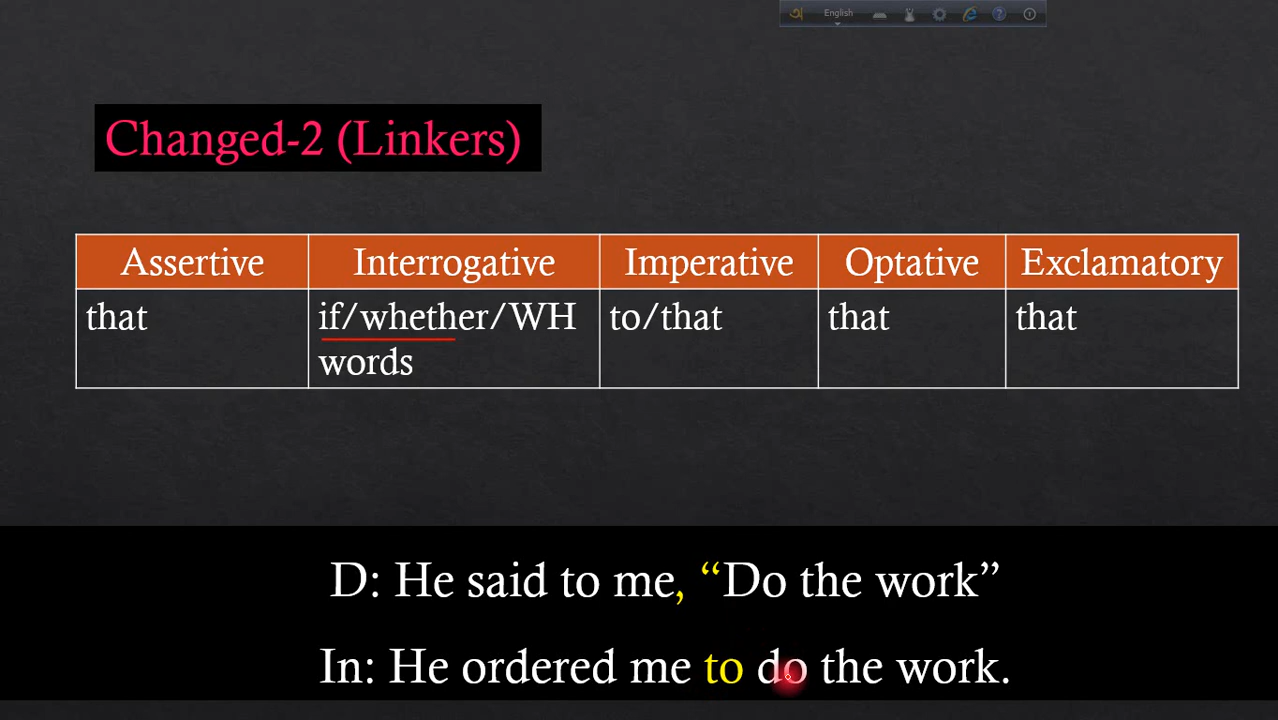 অ English
Changed-2 (Linkers)
Assertive Interrogative Imperative Optative Exclamatory
that if/whether/WH to/that that that
words
D: He said to me, “Do the work”
In: He ordered me to do the work.